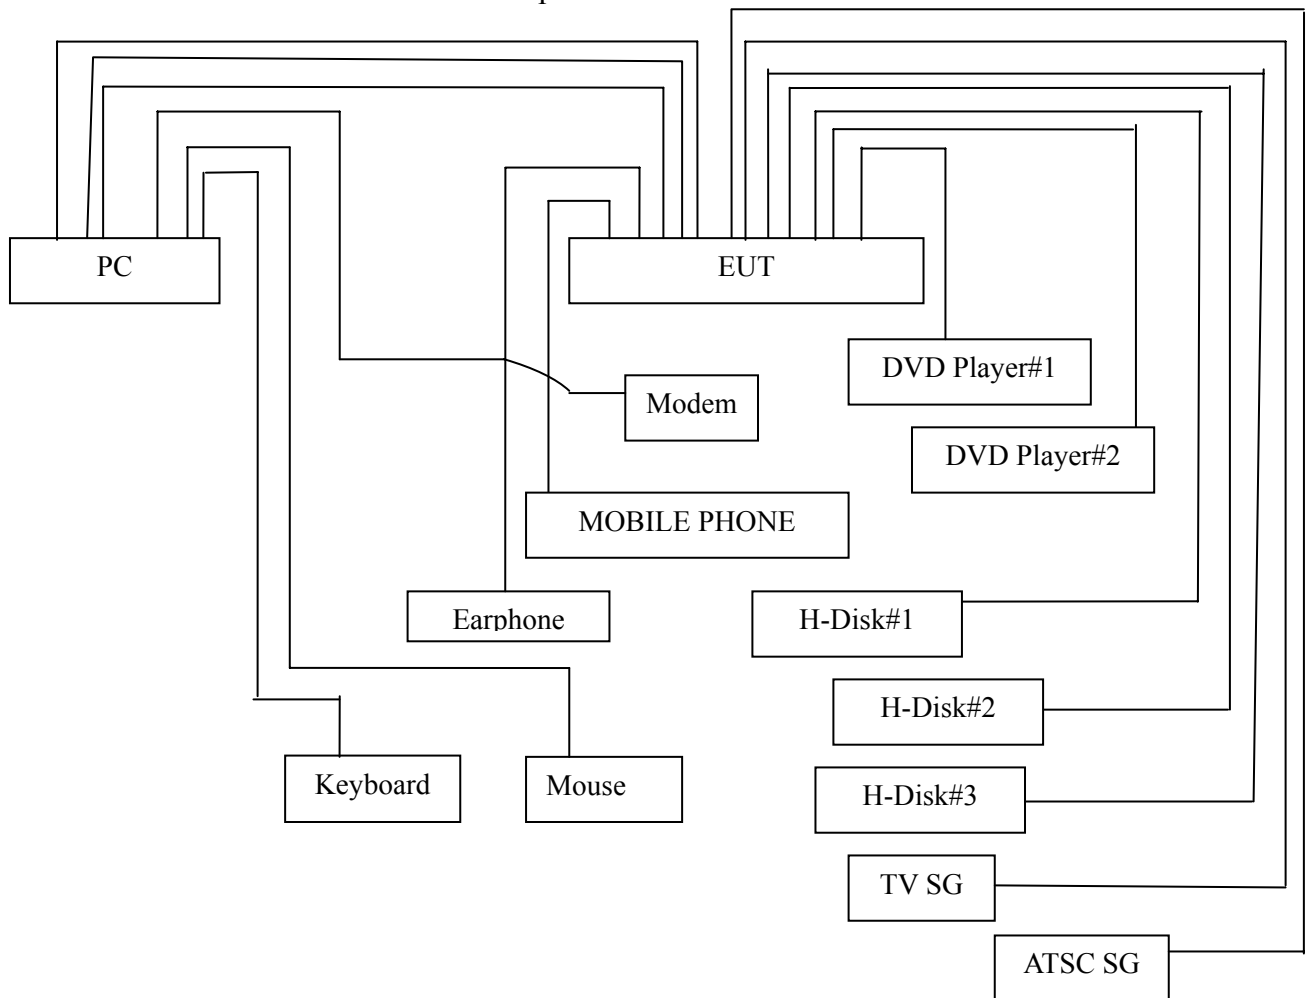 PC
EUT
DVD Player#1
Modem
DVD Player#2
MOBILE PHONE
Earphone
H-Disk#1
H-Disk#2
Keyboard
Mouse
H-Disk#3
TV SG
ATSC SG